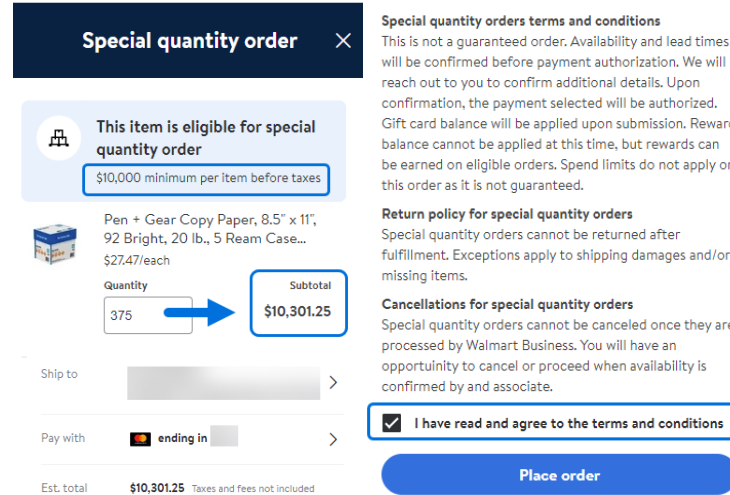 Special quantity order
This item is eligible for special
quantity order
$10,000 minimum per item before taxes
Pen + Gear Copy Paper, 8.5" x 11",
92 Bright, 20 lb., 5 Ream Case...
$27.47/each
Quantity
Subtotal
375
$10,301.25
Ship to
Pay with
ending in
Est. total
$10,301.25 Taxes and fees not included
Special quantity orders terms and conditions
This is not a guaranteed order. Availability and lead times
will be confirmed before payment authorization. We will
reach out to you to confirm additional details. Upon
confirmation, the payment selected will be authorized.
Gift card balance will be applied upon submission. Rewar
balance cannot be applied at this time, but rewards can
be earned on eligible orders. Spend limits do not apply o
this order as it is not guaranteed.
Return policy for special quantity orders
Special quantity orders cannot be returned after
fulfillment. Exceptions apply to shipping damages and/or
missing items.
Cancellations for special quantity orders
Special quantity orders cannot be canceled once they are
processed by Walmart Business. You will have an
opportuinity to cancel or proceed when availability is
confirmed by and associate.
I have read and agree to the terms and conditions
Place order